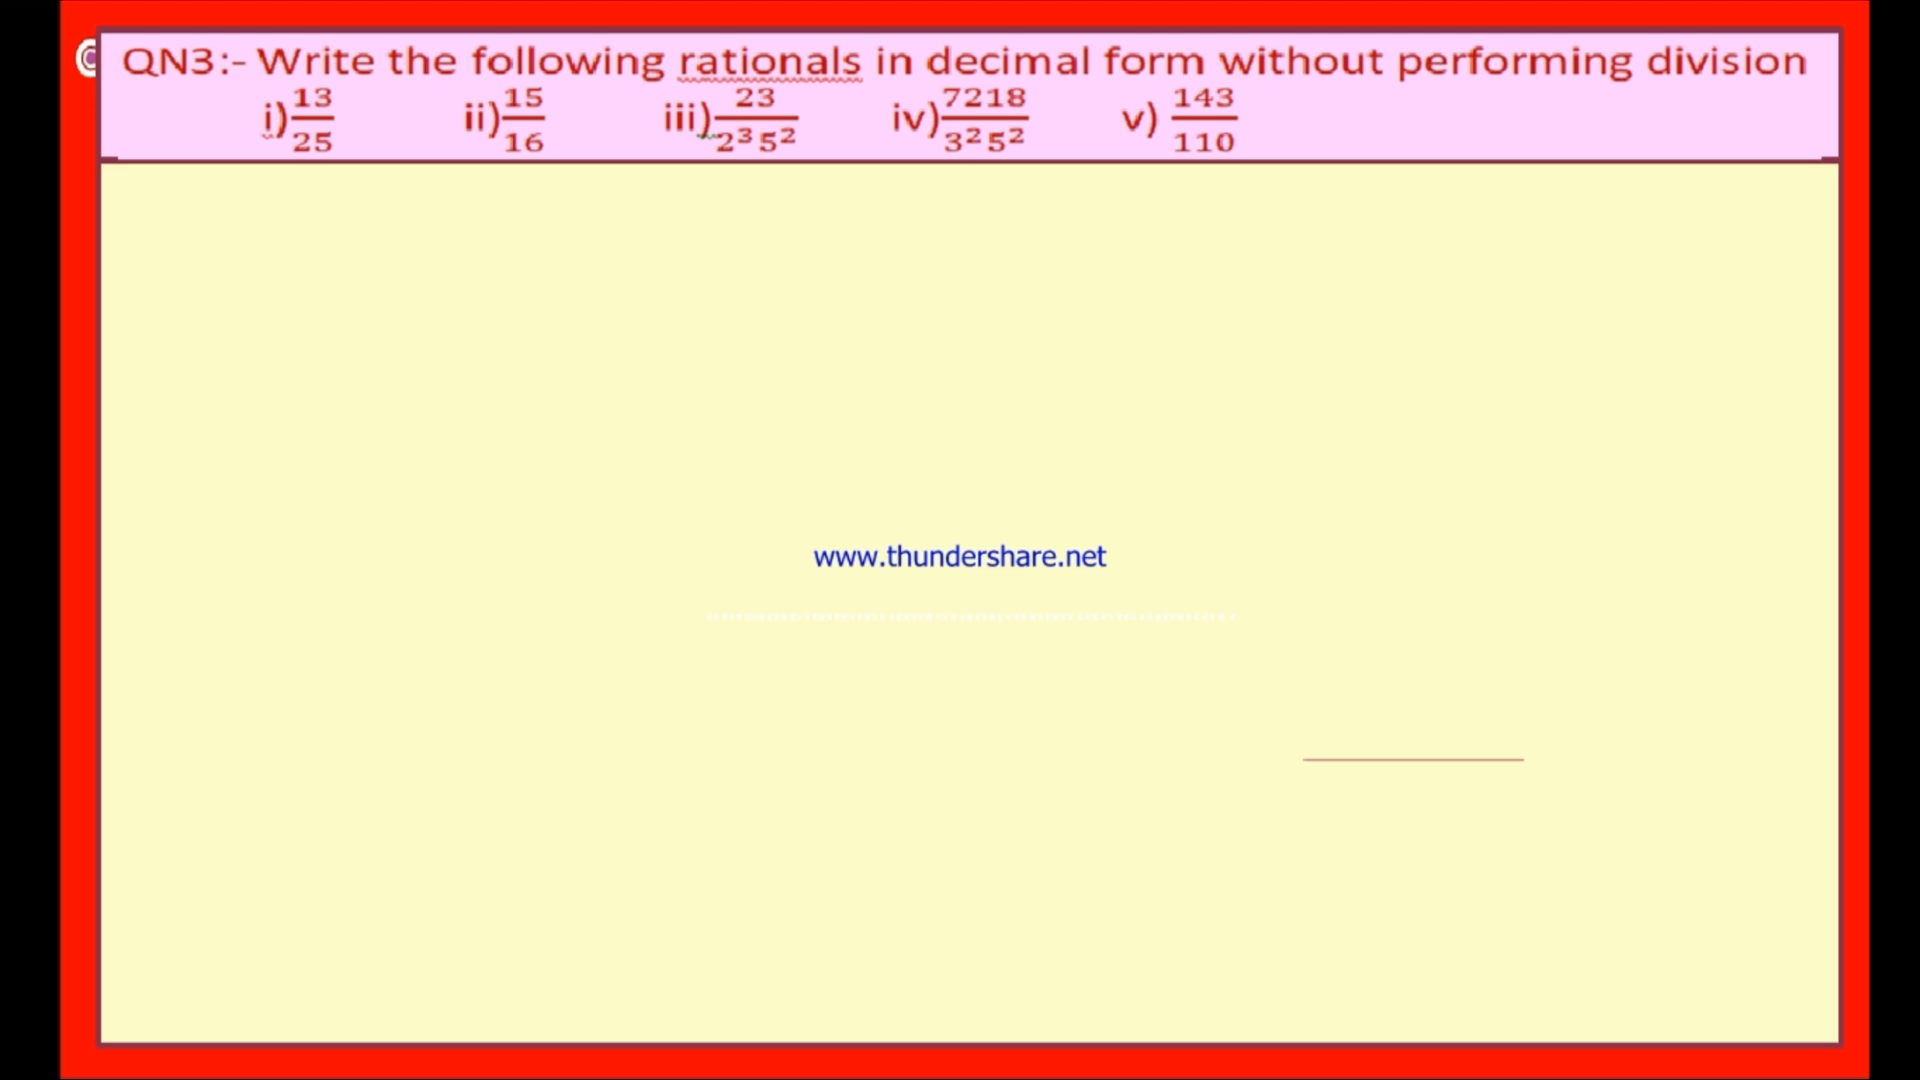 QN3:- Write the following rationals in decimal form without performing division
i) 13/25 ii) 15/16 iii) 23/2³5² iv) 7218/3²5² v) 143/110
www.thundershare.net